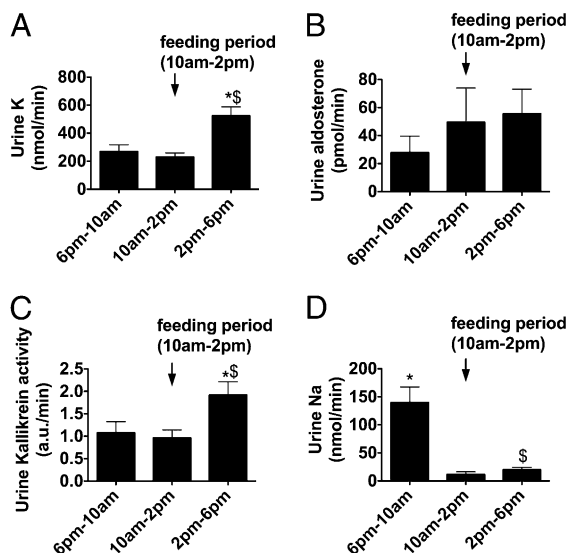 A
feeding period
(10am-2pm)
Urine K
(nmol/min)
800
600
400
200
0
*$
6pm-10am
10am-2pm
2pm-6pm
B
feeding period
(10am-2pm)
Urine aldosterone
(pmol/min)
80
60
40
20
0
6pm-10am
10am-2pm
2pm-6pm
C
feeding period
(10am-2pm)
Urine Kallikrein activity
(a.u./min)
2.5
2.0
1.5
1.0
0.5
0.0
*$
6pm-10am
10am-2pm
2pm-6pm
D
feeding period
(10am-2pm)
Urine Na
(nmol/min)
200
150
100
50
0
*
$
6pm-10am
10am-2pm
2pm-6pm